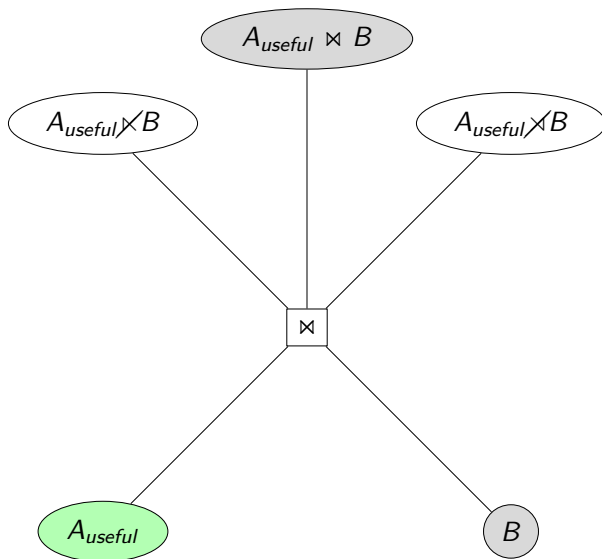 A_useful ⋈ B
A_useful ⋉̸ B
A_useful ⋊̸ B
⋈
A_useful
B